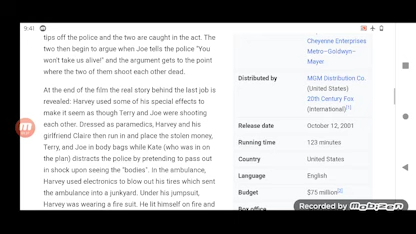 9:41
tips off the police and the two are caught in the act. The
two then begin to argue when Joe tells the police "You
won't take us alive!" and the argument gets to the point
where the two of them shoot each other dead.
At the end of the film the real story behind the last job is
revealed: Harvey used some of his special effects to
make it seem as though Terry and Joe were shooting
each other. Dressed as paramedics, Harvey and his
girlfriend Claire then run in and place the stolen money,
Terry, and Joe in body bags while Kate (who was in on
the plan) distracts the police by pretending to pass out
in shock upon seeing the "bodies". In the ambulance,
Harvey used electronics to blow out his tires which sent
the ambulance into a junkyard. Under his jumpsuit,
Harvey was wearing a fire suit. He lit himself on fire and
Cheyenne Enterprises
Metro–Goldwyn–
Mayer
Distributed by MGM Distribution Co.
(United States)
20th Century Fox
(International)[1]
Release date October 12, 2001
Running time 123 minutes
Country United States
Language English
Budget $75 million
Box office
Recorded by Mobizen